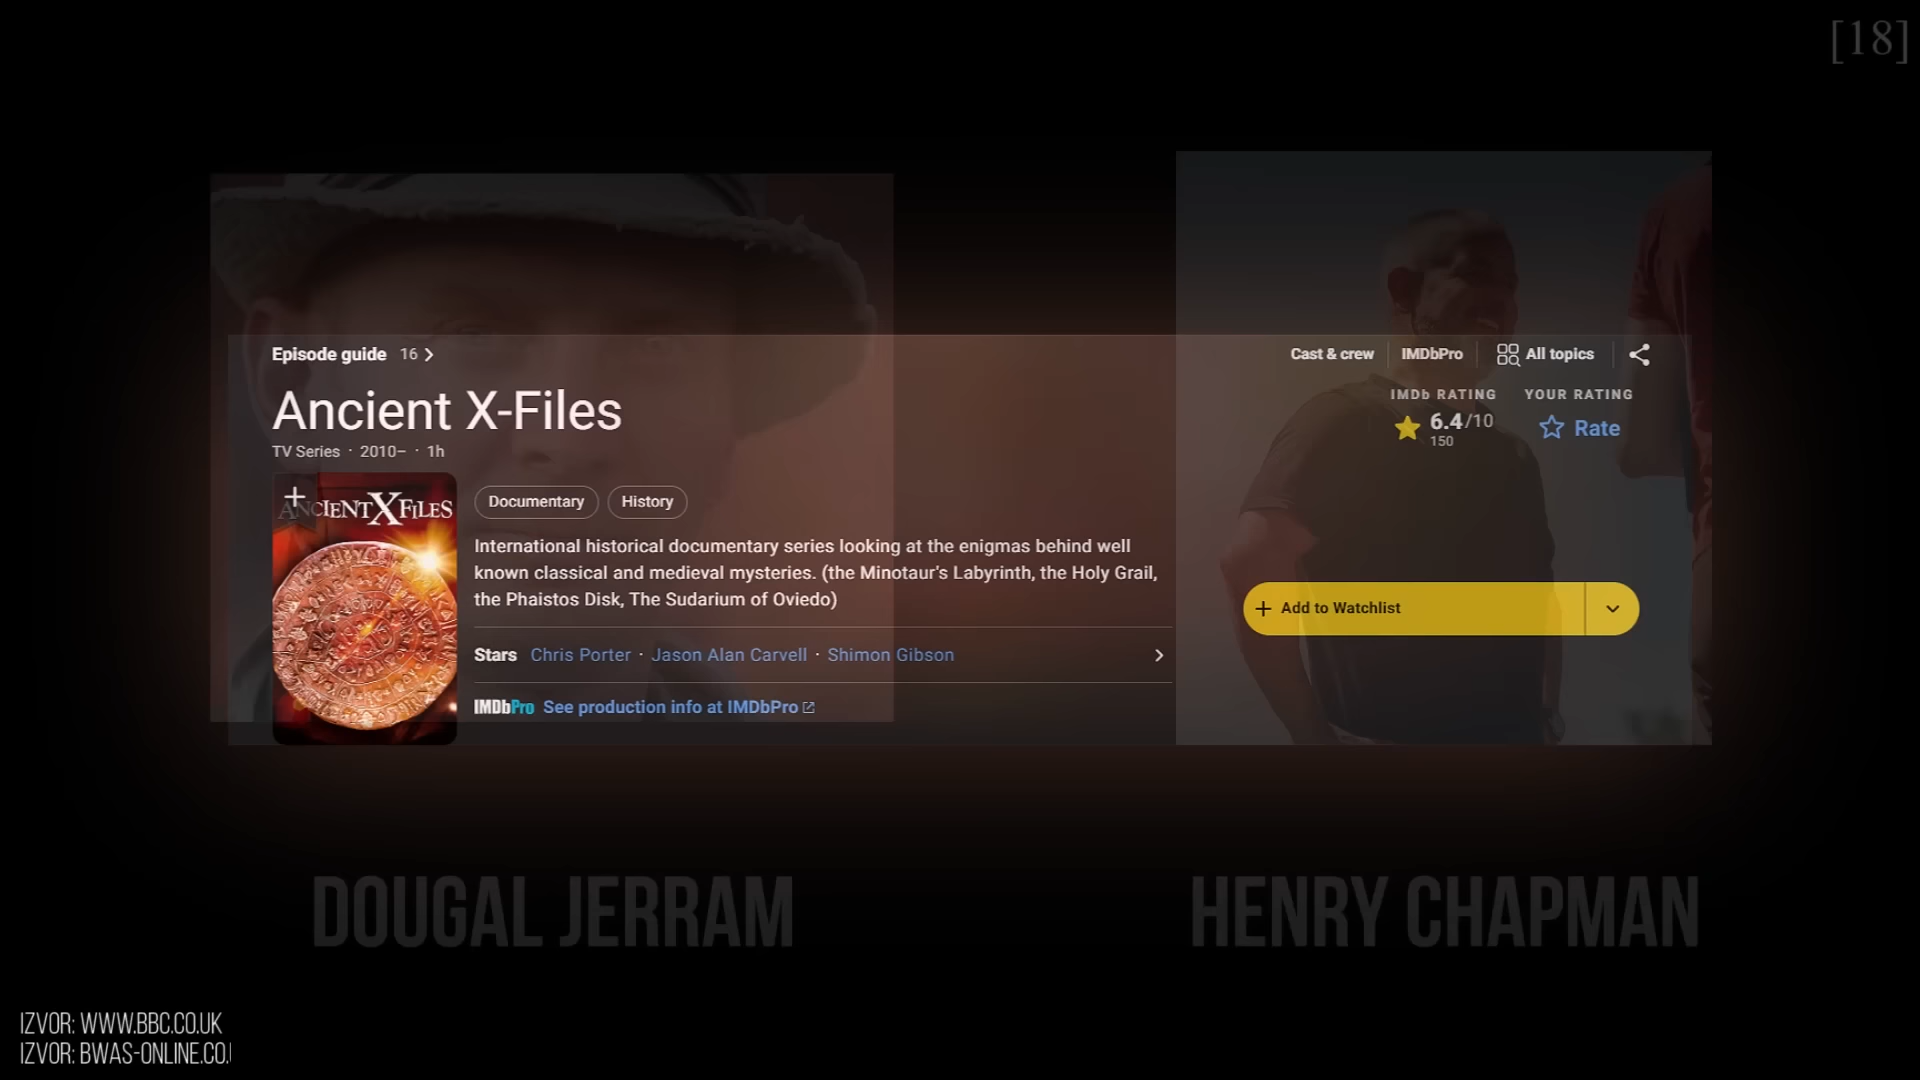 [18]
Episode guide 16
Cast & crew IMDbPro All topics
Ancient X-Files
IMDb RATING YOUR RATING
6.4/10 Rate
150
TV Series · 2010– · 1h
ANCIENT X FILES
Documentary History
International historical documentary series looking at the enigmas behind well
known classical and medieval mysteries. (the Minotaur's Labyrinth, the Holy Grail,
the Phaistos Disk, The Sudarium of Oviedo)
Add to Watchlist
Stars Chris Porter · Jason Alan Carvell · Shimon Gibson
IMDbPro See production info at IMDbPro
DOUGAL JERRAM
HENRY CHAPMAN
IZVOR: WWW.BBC.CO.UK
IZVOR: BWAS-ONLINE.CO.